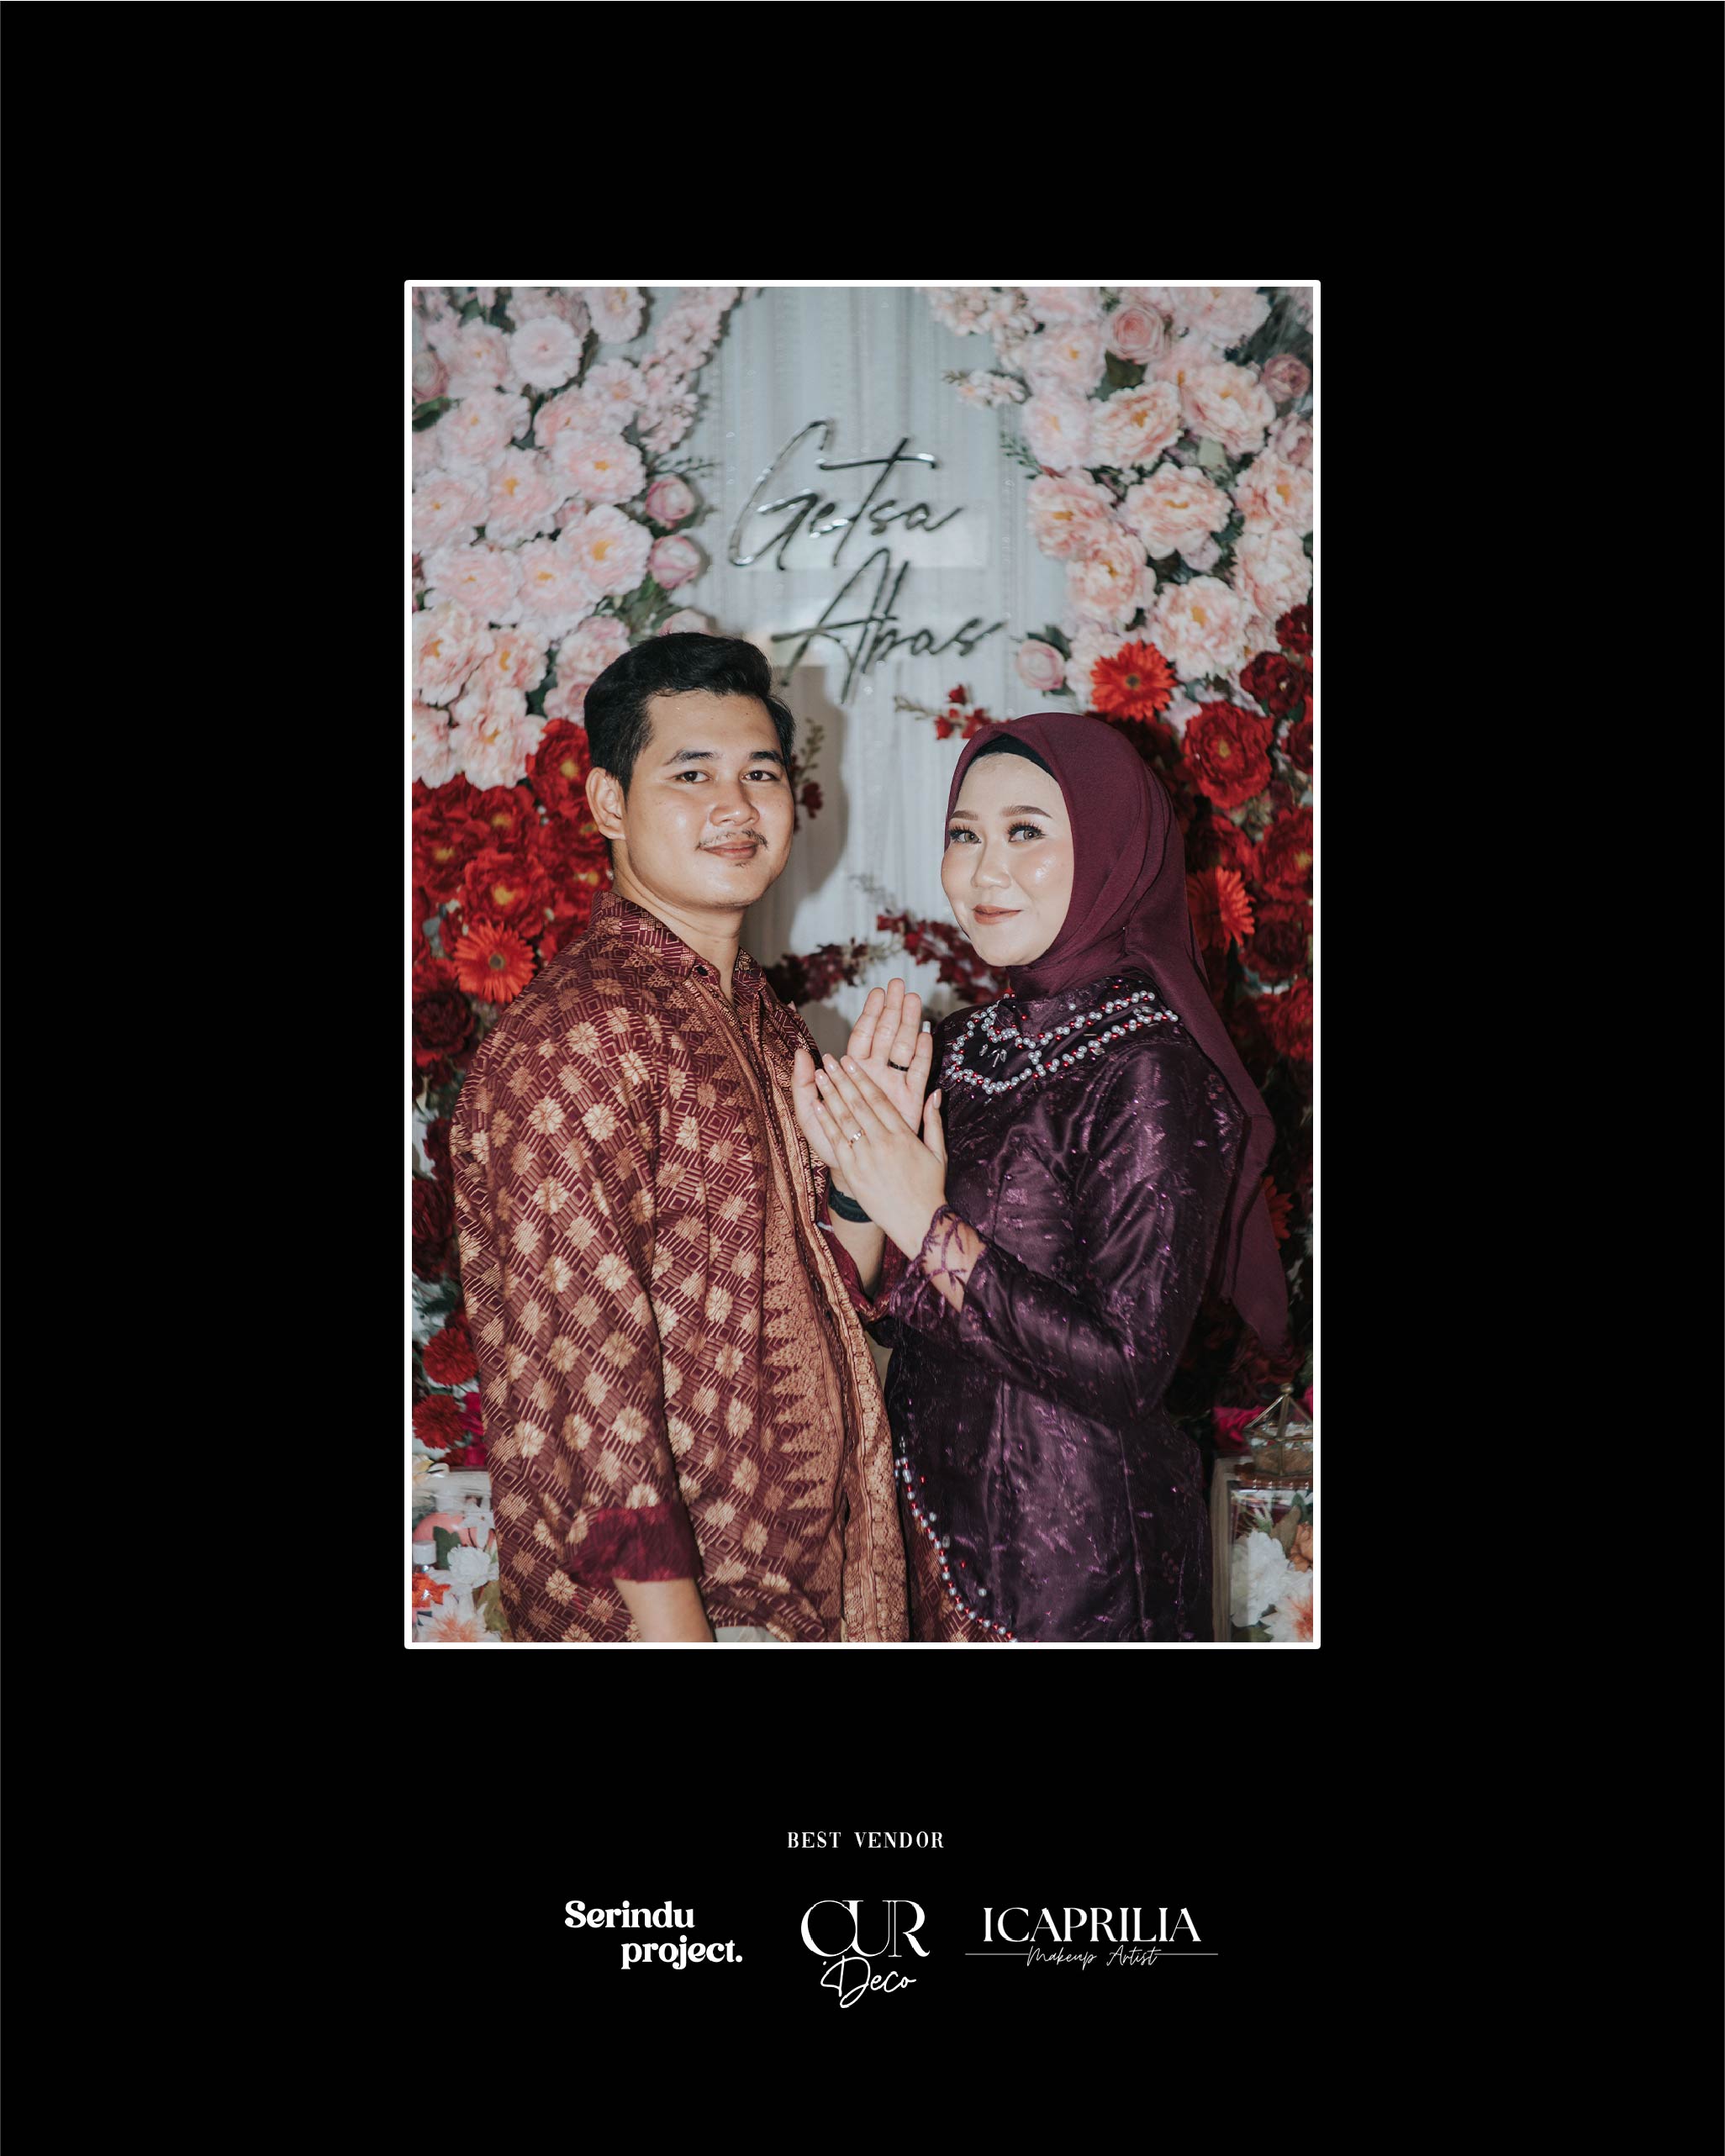 Getsa
Abas
BEST VENDOR
Serindu
project.
OUR
Deco
ICAPRILIA
Makeup Artist